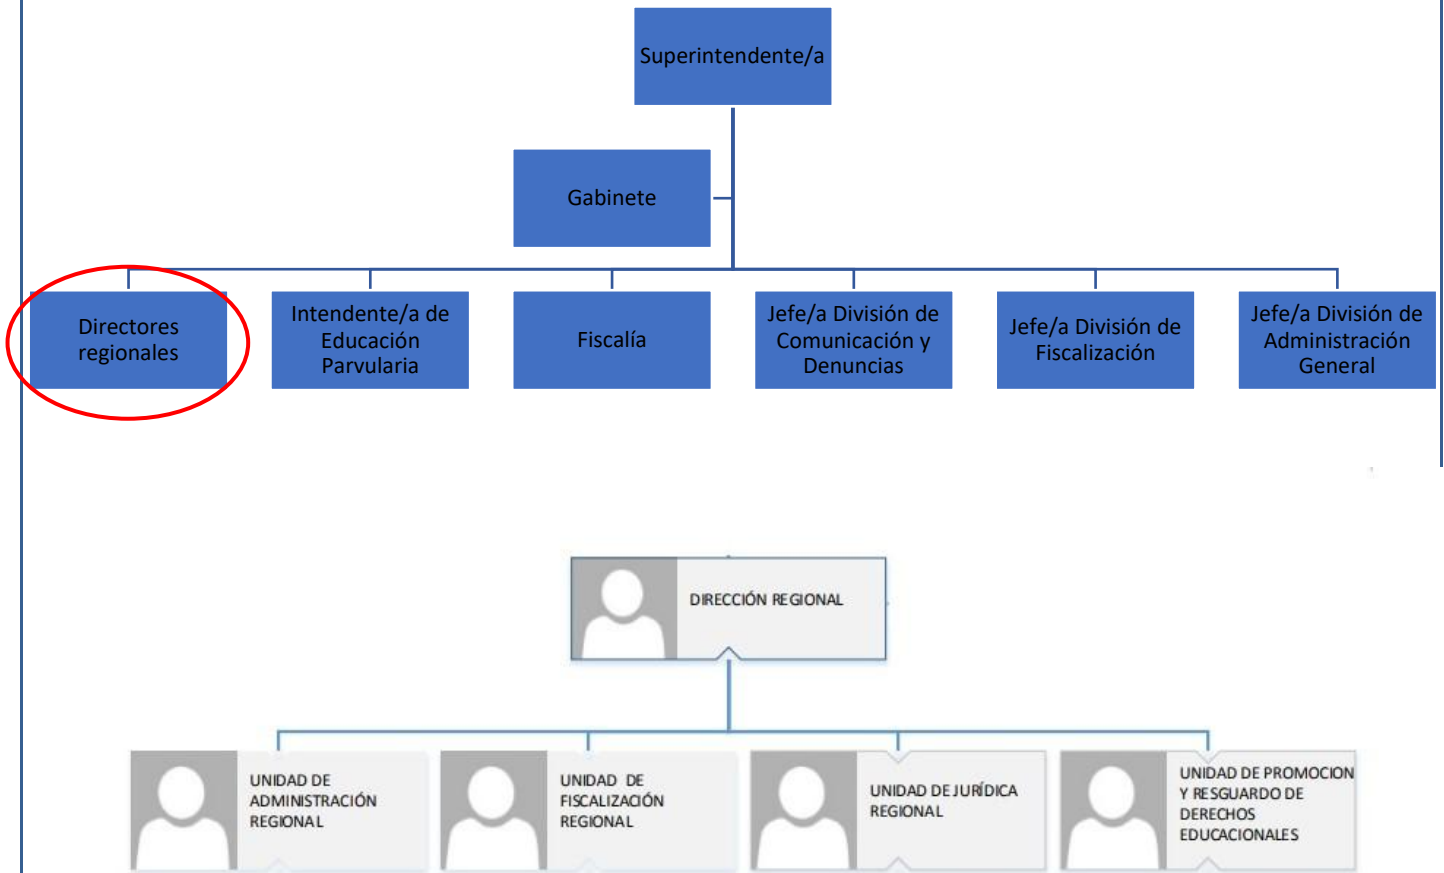 Superintendente/a
Gabinete
Directores
regionales
Intendente/a de
Educación
Parvularia
Fiscalía
Jefe/a División de
Comunicación y
Denuncias
Jefe/a División de
Fiscalización
Jefe/a División de
Administración
General
DIRECCIÓN REGIONAL
UNIDAD DE
ADMINISTRACIÓN
REGIONAL
UNIDAD DE
FISCALIZACIÓN
REGIONAL
UNIDAD DE JURÍDICA
REGIONAL
UNIDAD DE PROMOCION
Y RESGUARDO DE
DERECHOS
EDUCACIONALES